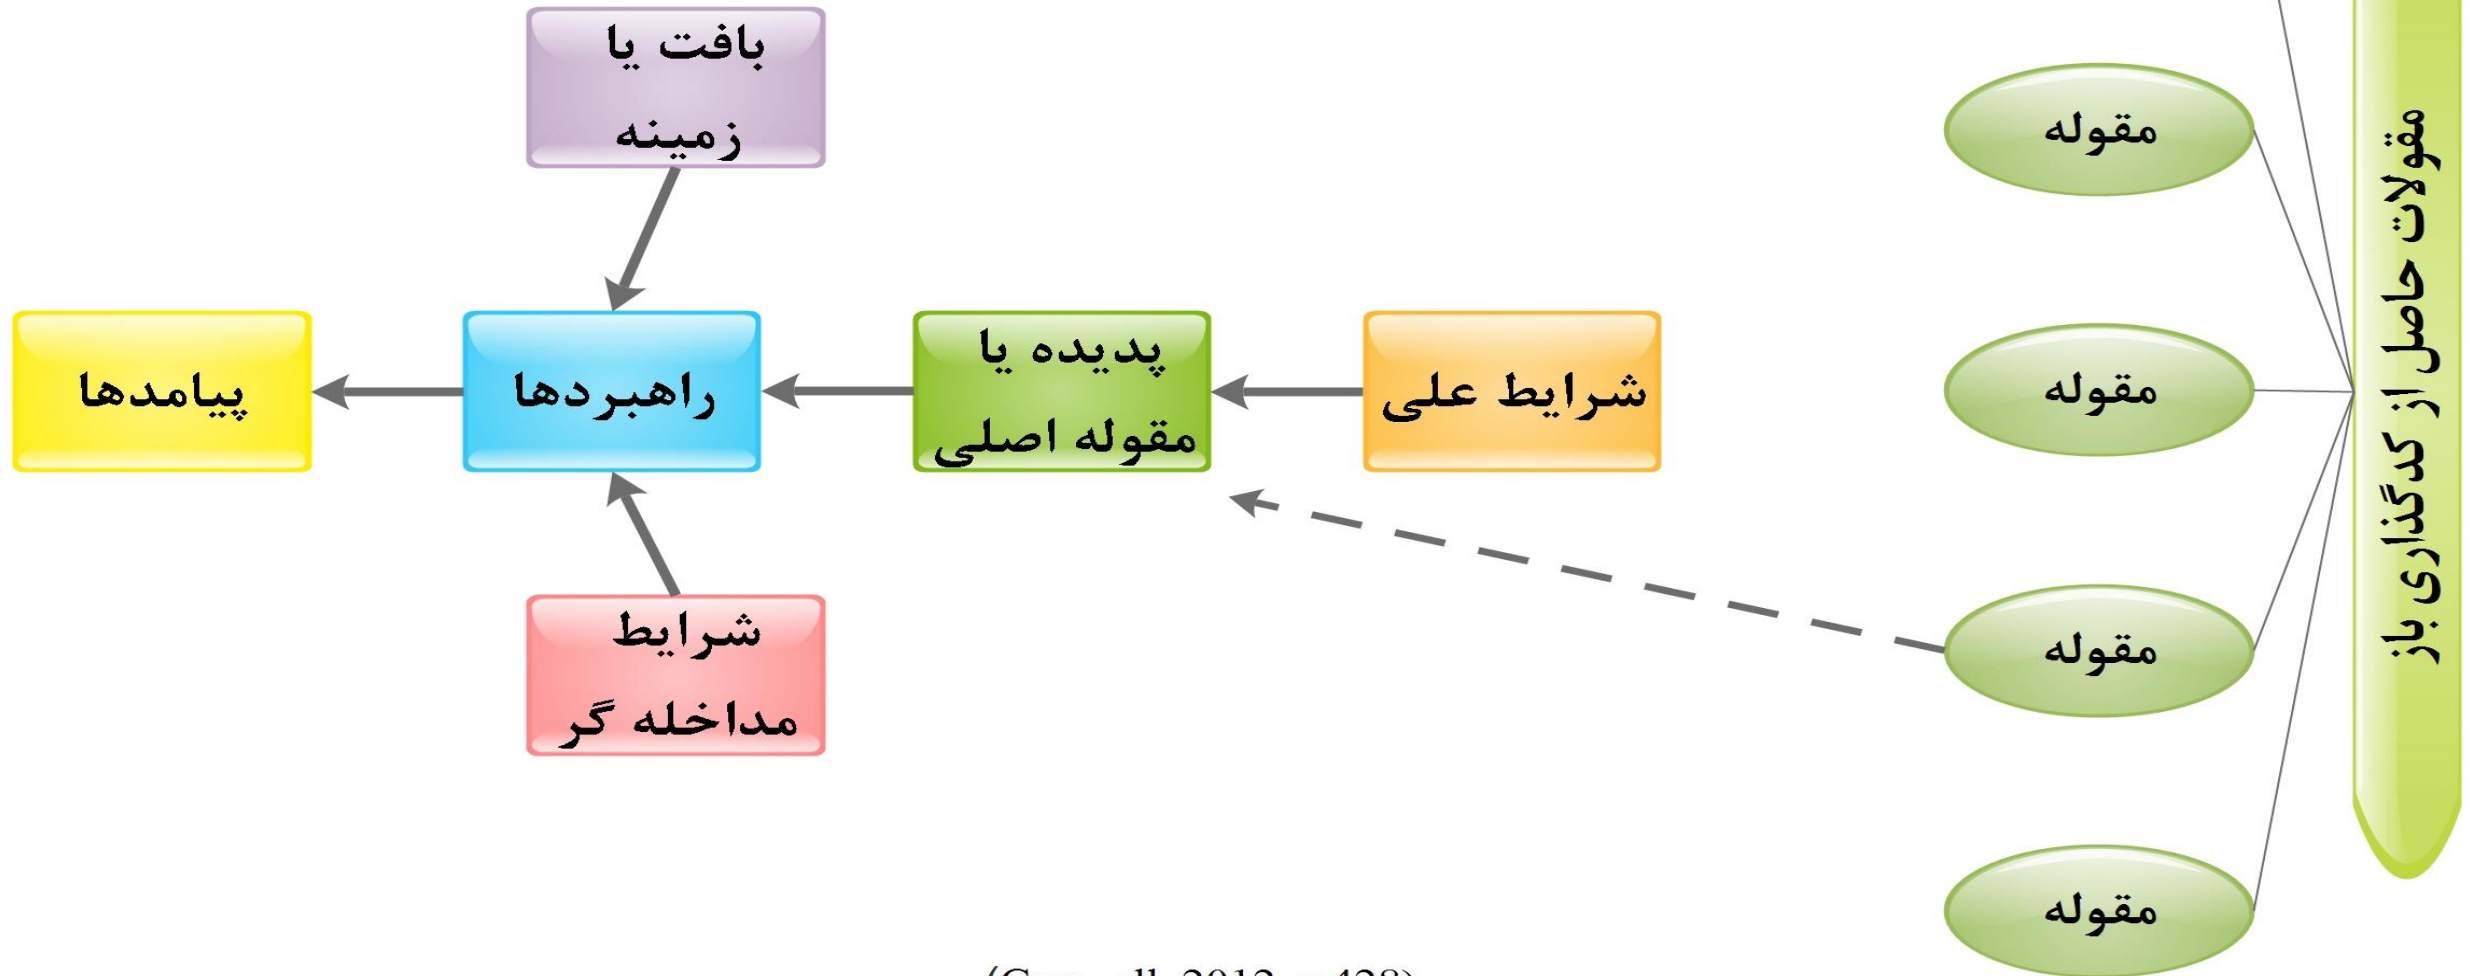 مقولات حاصل از کدگذاری باز
مقوله
مقوله
مقوله
مقوله
بافت یا
زمینه
شرایط علی
پدیده یا
مقوله اصلی
راهبردها
پیامدها
شرایط
مداخله گر